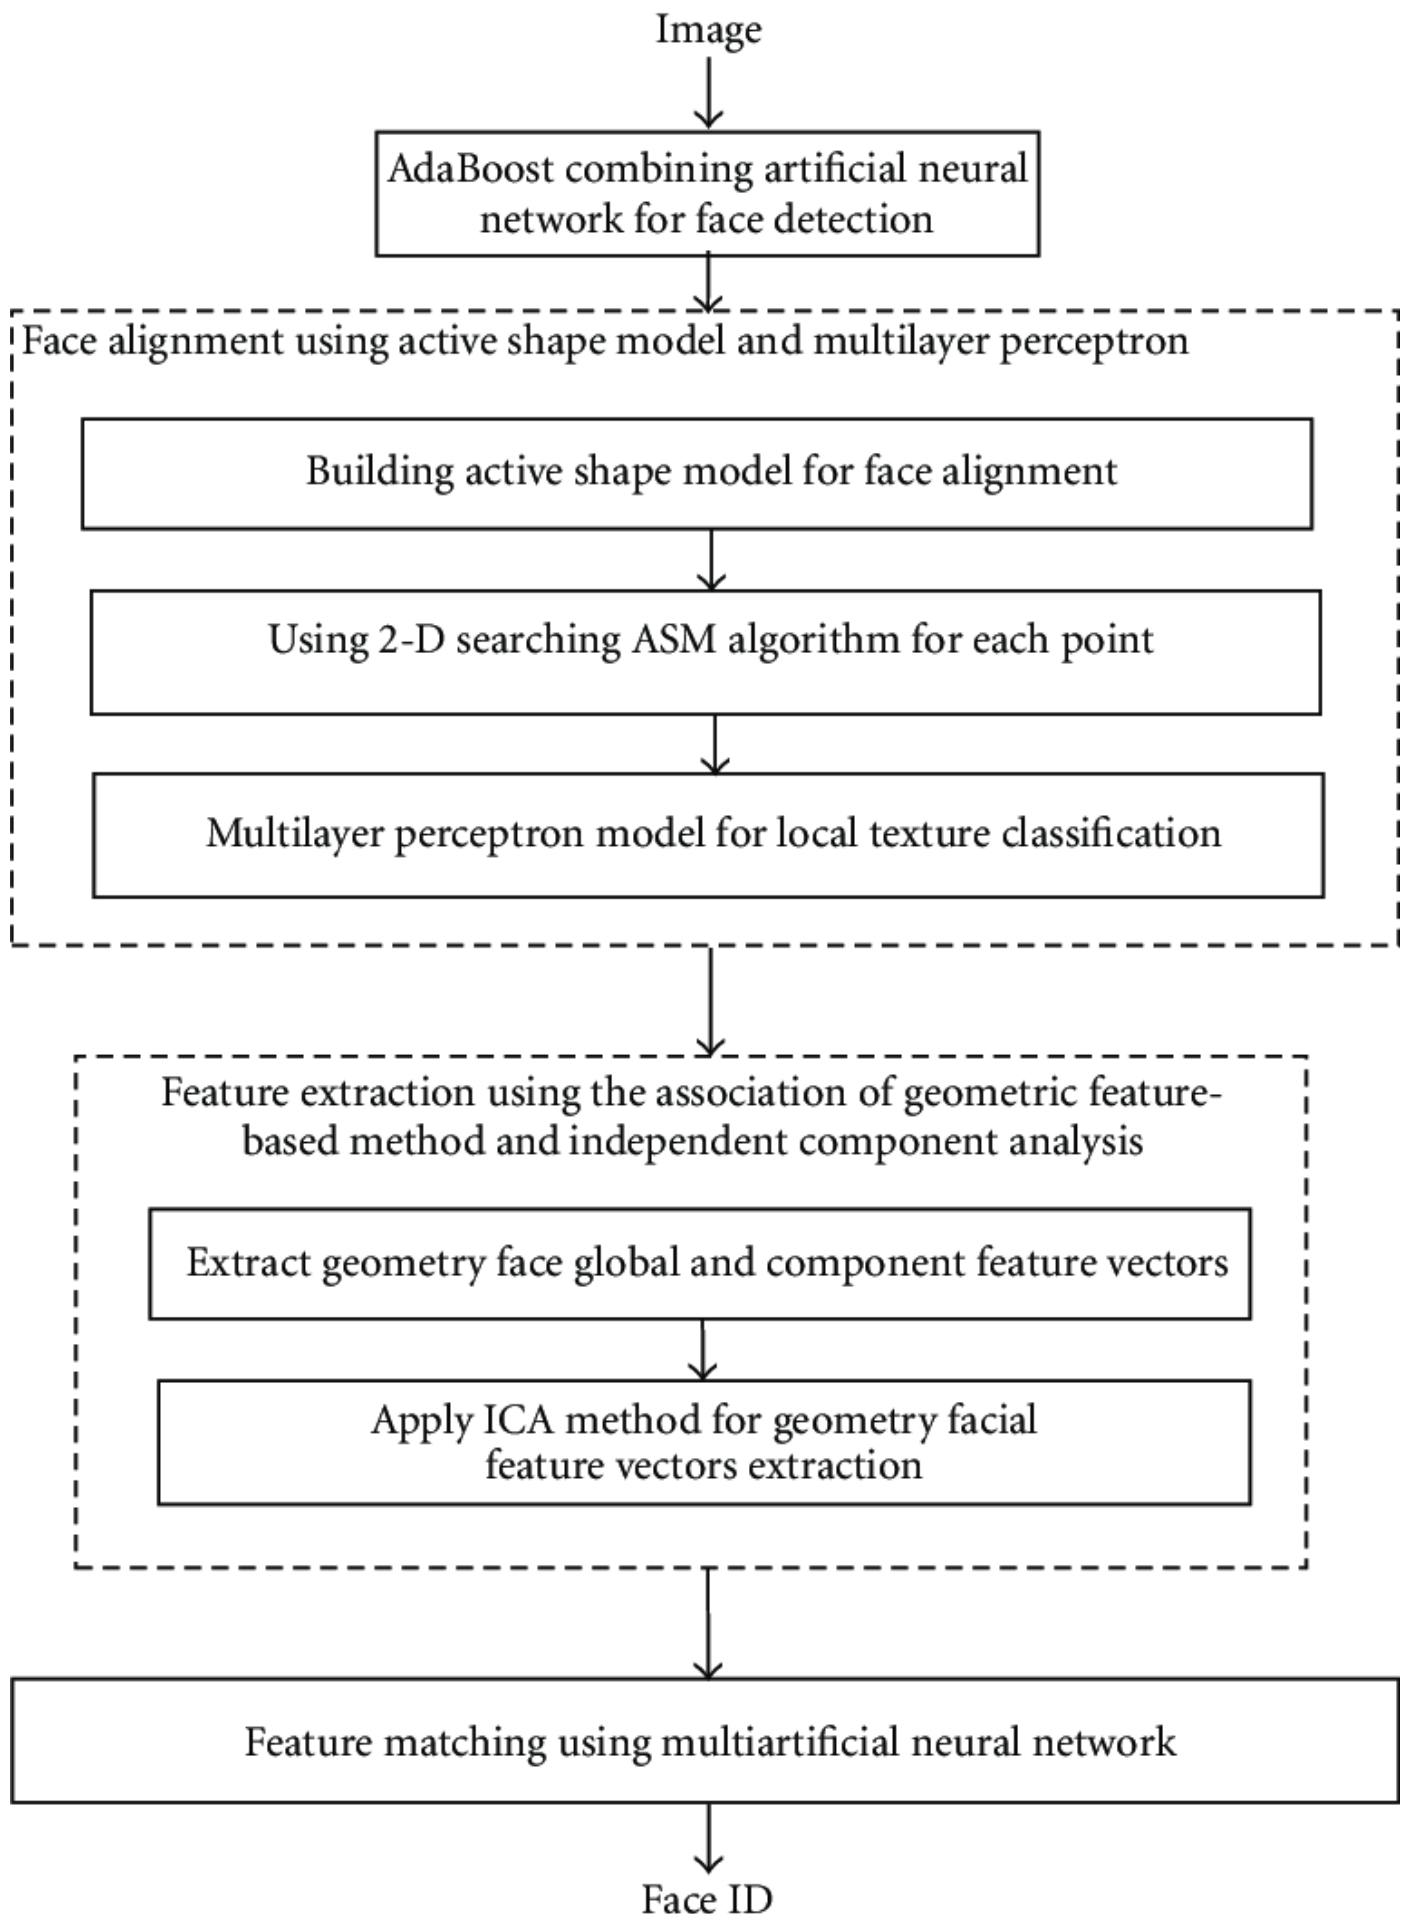 Image
AdaBoost combining artificial neural
network for face detection
Face alignment using active shape model and multilayer perceptron
Building active shape model for face alignment
Using 2-D searching ASM algorithm for each point
Multilayer perceptron model for local texture classification
Feature extraction using the association of geometric feature-
based method and independent component analysis
Extract geometry face global and component feature vectors
Apply ICA method for geometry facial
feature vectors extraction
Feature matching using multiartificial neural network
Face ID